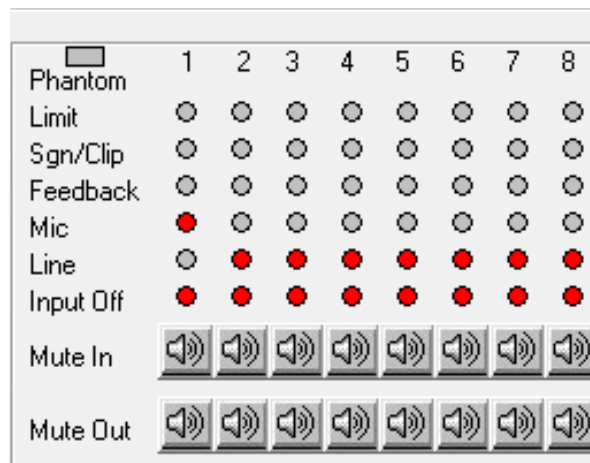 1 2 3 4 5 6 7 8
Phantom
Limit
Sgn/Clip
Feedback
Mic
Line
Input Off
Mute In
Mute Out